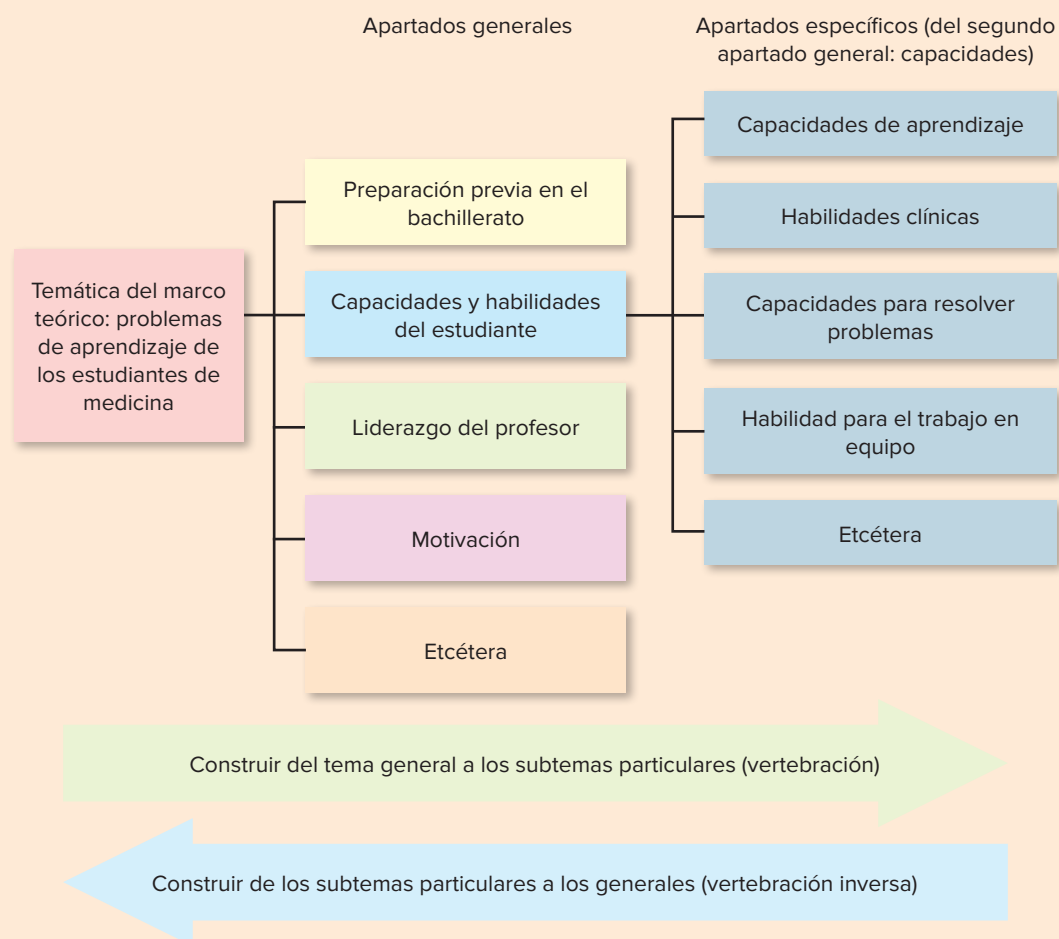 Apartados generales
Apartados específicos (del segundo
apartado general: capacidades)
Temática del marco
teórico: problemas
de aprendizaje de
los estudiantes de
medicina
Preparación previa en el
bachillerato
Capacidades y habilidades
del estudiante
Liderazgo del profesor
Motivación
Etcétera
Capacidades de aprendizaje
Habilidades clínicas
Capacidades para resolver
problemas
Habilidad para el trabajo en
equipo
Etcétera
Construir del tema general a los subtemas particulares (vertebración)
Construir de los subtemas particulares a los generales (vertebración inversa)